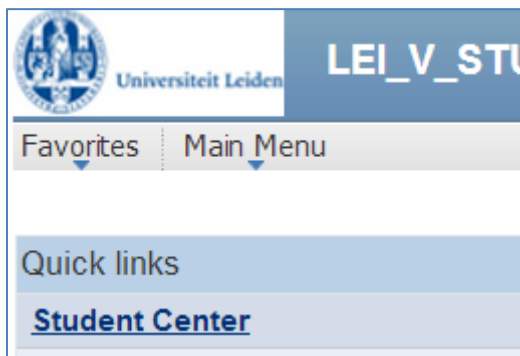 Universiteit Leiden
LEI_V_STU
Favorites Main Menu
Quick links
Student Center